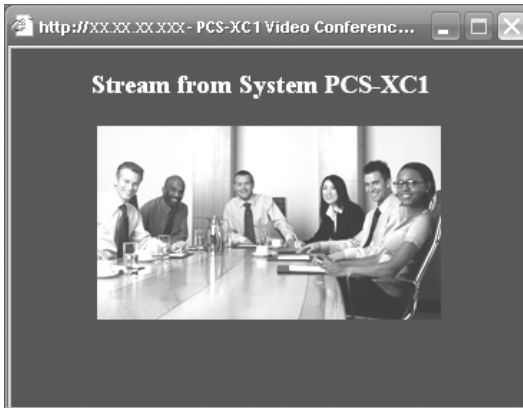 http://xx.xx.xx.xxx - PCS-XC1 Video Conferenc...
Stream from System PCS-XC1